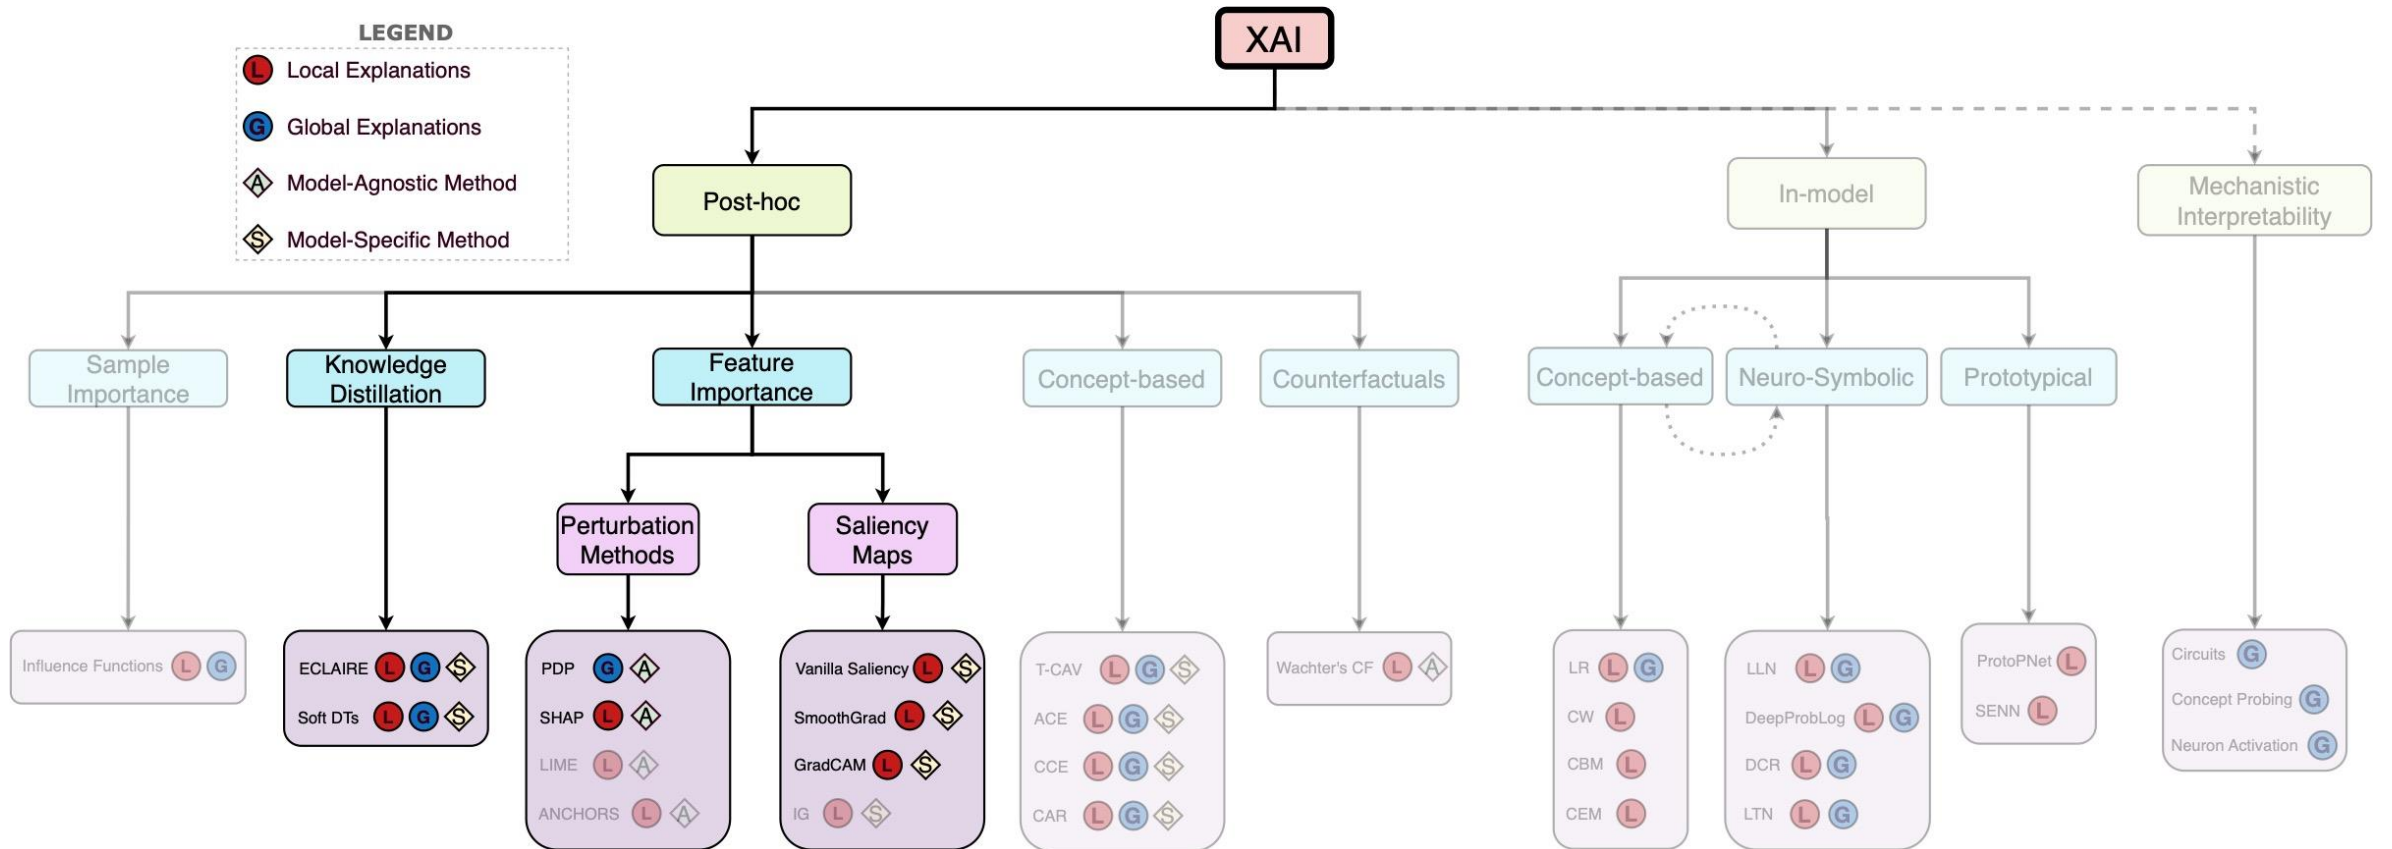 XAI
LEGEND
L Local Explanations
G Global Explanations
A Model-Agnostic Method
S Model-Specific Method
Post-hoc
In-model
Mechanistic
Interpretability
Sample
Importance
Knowledge
Distillation
Feature
Importance
Concept-based
Counterfactuals
Concept-based
Neuro-Symbolic
Prototypical
Perturbation
Methods
Saliency
Maps
Influence Functions L G
ECLAIRE L G S
Soft DTs L G S
PDP G A
SHAP L A
LIME L A
ANCHORS L A
Vanilla Saliency L S
SmoothGrad L S
GradCAM L S
IG L S
T-CAV L G S
ACE L G S
CCE L G S
CAR L G S
Wachter's CF L A
LR L G
CW L
CBM L
CEM L
LLN L G
DeepProbLog L G
DCR L G
LTN L G
ProtoPNet L
SENN L
Circuits G
Concept Probing G
Neuron Activation G